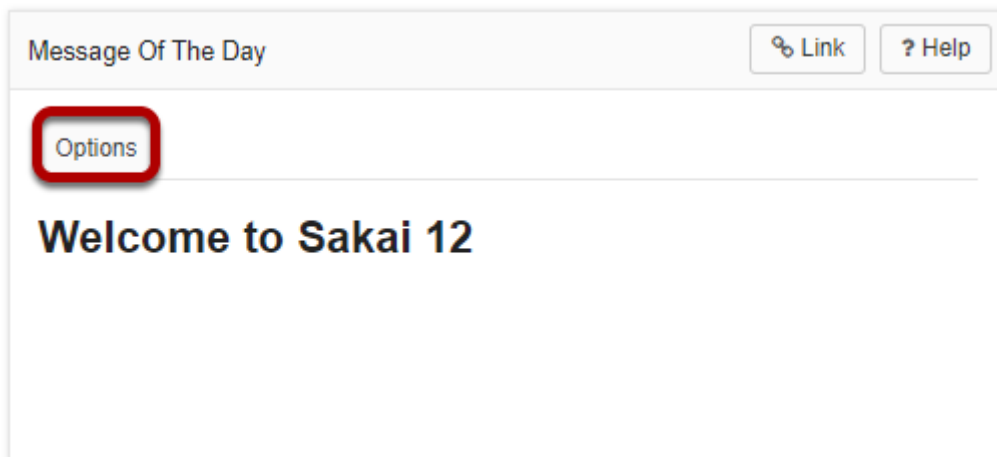 Message Of The Day
Link
? Help
Options
Welcome to Sakai 12